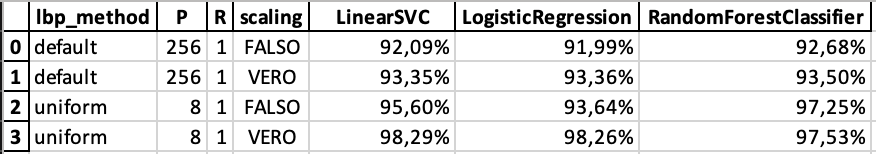 lbp_method P R scaling LinearSVC LogisticRegression RandomForestClassifier
0 default 256 1 FALSO 92,09% 91,99% 92,68%
1 default 256 1 VERO 93,35% 93,36% 93,50%
2 uniform 8 1 FALSO 95,60% 93,64% 97,25%
3 uniform 8 1 VERO 98,29% 98,26% 97,53%